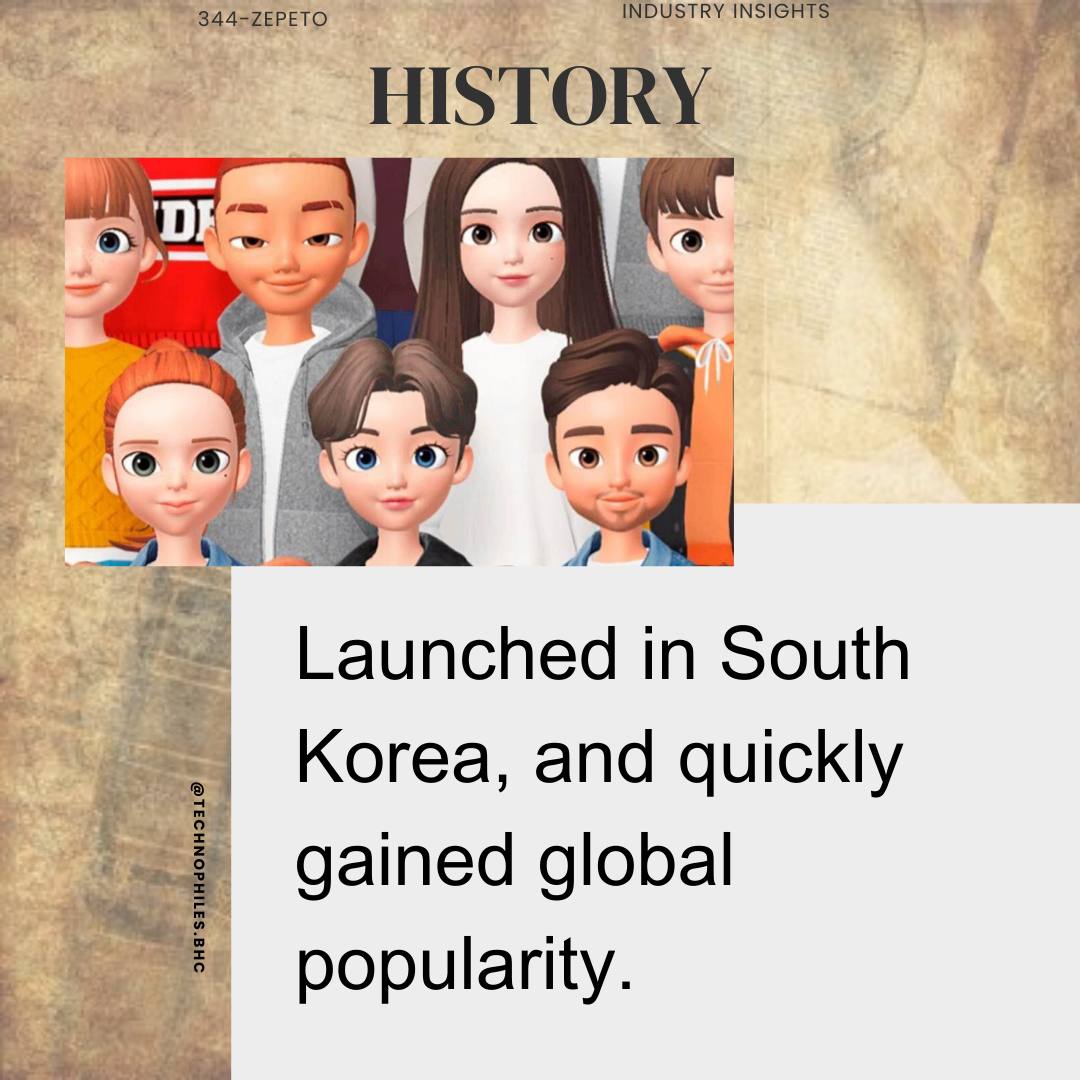 344-ZEPETO
INDUSTRY INSIGHTS
HISTORY
Launched in South
Korea, and quickly
gained global
popularity.
@TECHNOPHILES.BHC